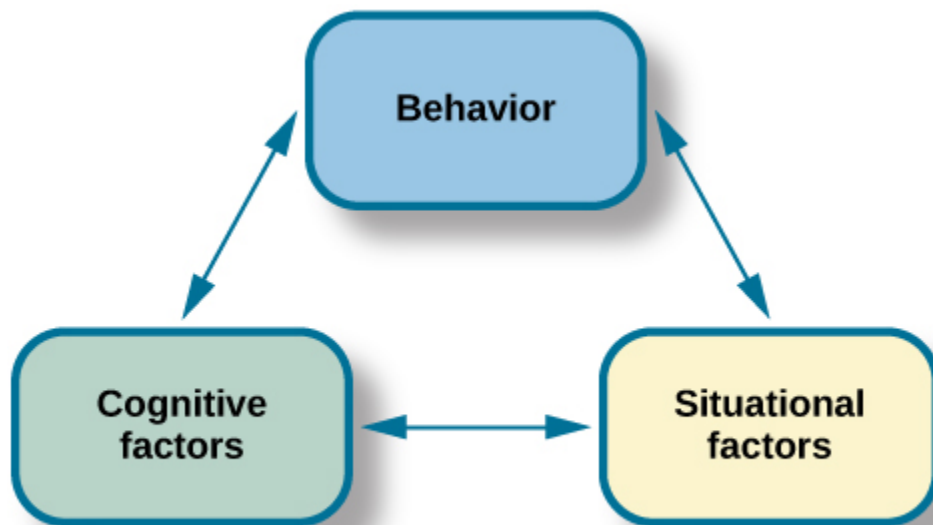 Behavior
Cognitive
factors
Situational
factors